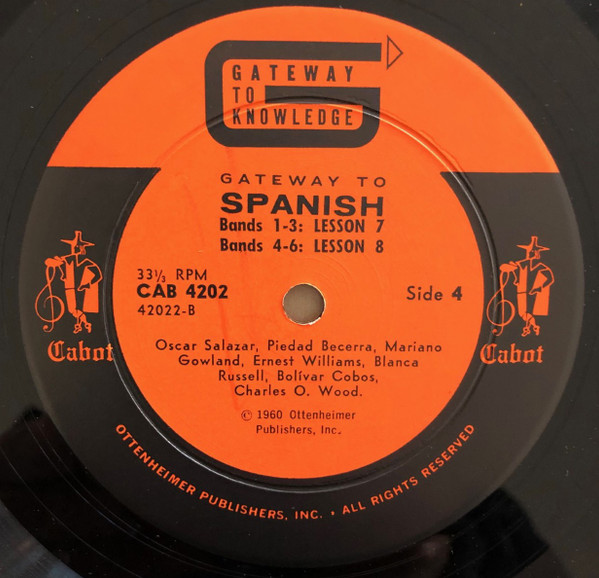 GATEWAY
TO
KNOWLEDGE
GATEWAY TO
SPANISH
Bands 1-3: LESSON 7
Bands 4-6: LESSON 8
33⅓ RPM
CAB 4202
42022-B
Side 4
Cabot
Cabot
Oscar Salazar, Piedad Becerra, Mariano
Gowland, Ernest Williams, Blanca
Russell, Bolívar Cobos,
Charles O. Wood.
© 1960 Ottenheimer
Publishers, Inc.
OTTENHEIMER PUBLISHERS, INC. • ALL RIGHTS RESERVED